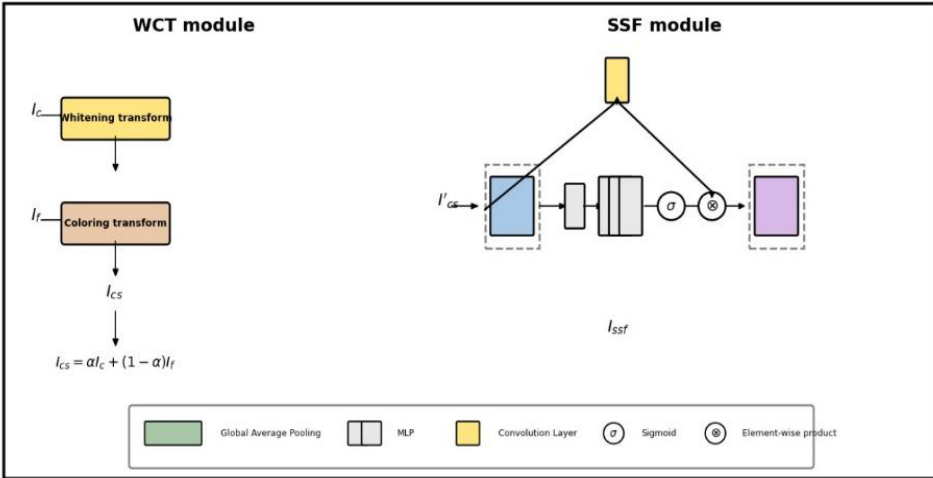 WCT module
SSF module
I_c
Whitening transform
I_f
Coloring transform
I_cs
I_cs = αI_c + (1 − α)I_f
I'_cs
σ
⊗
I_ssf
Global Average Pooling
MLP
Convolution Layer
σ
Sigmoid
⊗
Element-wise product